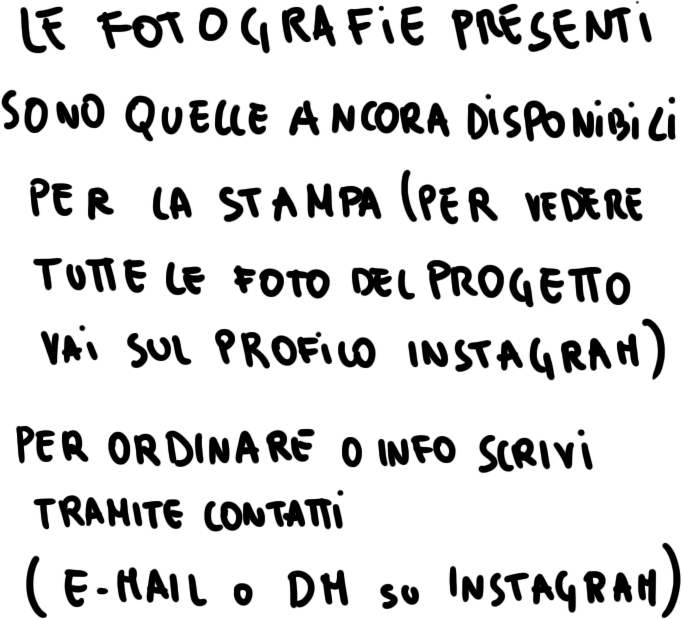 LE FOTOGRAFiE PRESENTi
SONO QUELLE ANCORA DiSPONiBiLi
PER LA STAMPA (PER VEDERE
TUTTE LE FOTO DEL PROGETTO
VAi SUL PROFiLO INSTAGRAM)
PER ORDINARE O INFO SCRIVi
TRAMITE CONTATTi
(E-MAIL o DM su INSTAGRAM)